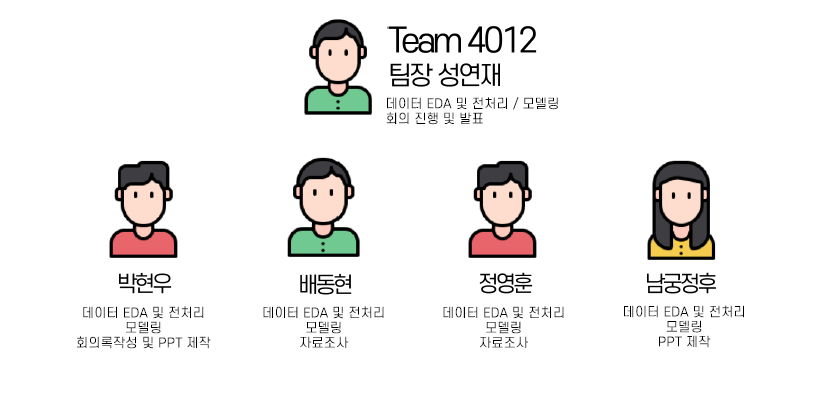 Team 4012
팀장 성연재
데이터 EDA 및 전처리 / 모델링
회의 진행 및 발표
박현우
데이터 EDA 및 전처리
모델링
회의록작성 및 PPT 제작
배동현
데이터 EDA 및 전처리
모델링
자료조사
정영훈
데이터 EDA 및 전처리
모델링
자료조사
남궁정후
데이터 EDA 및 전처리
모델링
PPT 제작